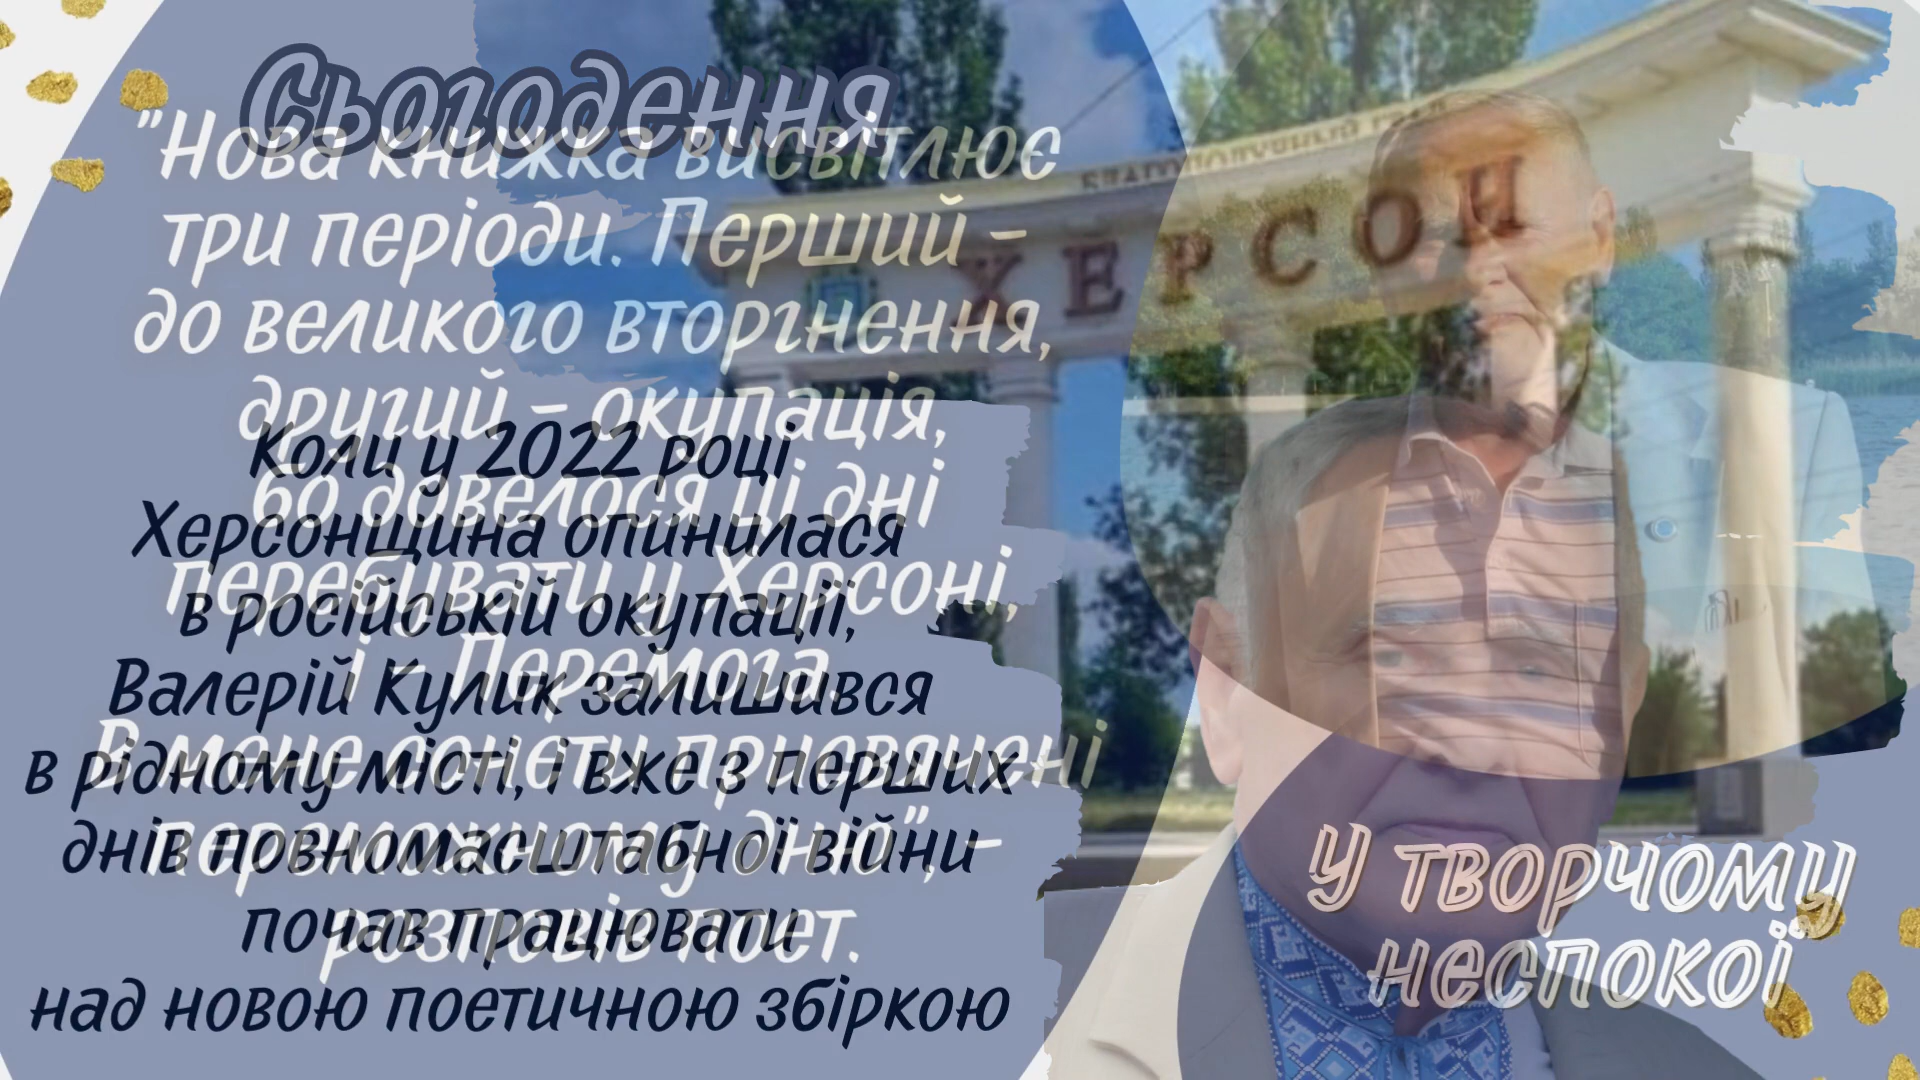 Сьогодення
"Нова книжка висвітлює
три періоди. Перший –
до великого вторгнення,
другий – окупація,
бо довелося ці дні
перебувати у Херсоні,
і – Перемога.
В мене сонети присвячені
переможному дню", –
розповів поет.
Коли у 2022 році
Херсонщина опинилася
в російській окупації,
Валерій Кулик залишився
в рідному місті, і вже з перших
днів повномасштабної війни
почав працювати
над новою поетичною збіркою
ХЕРСОН
У творчому
неспокої